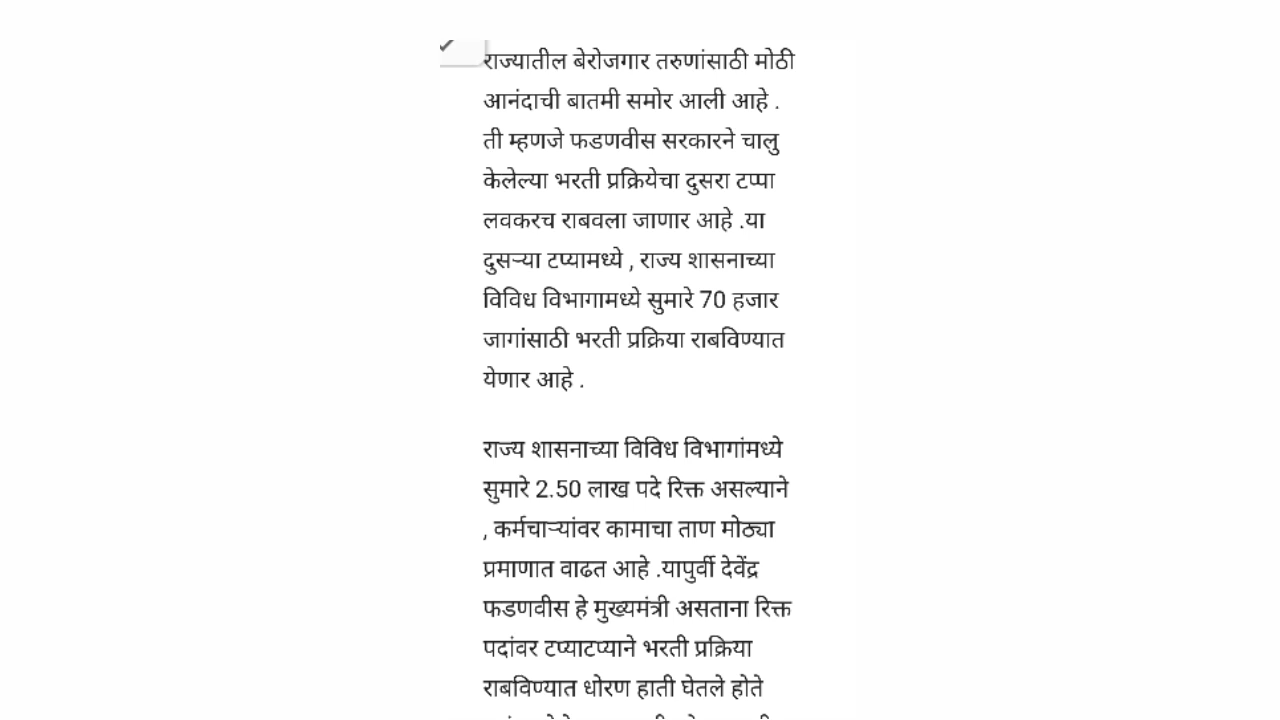 राज्यातील बेरोजगार तरुणांसाठी मोठी
आनंदाची बातमी समोर आली आहे .
ती म्हणजे फडणवीस सरकारने चालु
केलेल्या भरती प्रक्रियेचा दुसरा टप्पा
लवकरच राबवला जाणार आहे .या
दुसऱ्या टप्यामध्ये , राज्य शासनाच्या
विविध विभागामध्ये सुमारे 70 हजार
जागांसाठी भरती प्रक्रिया राबविण्यात
येणार आहे .
राज्य शासनाच्या विविध विभागांमध्ये
सुमारे 2.50 लाख पदे रिक्त असल्याने
, कर्मचाऱ्यांवर कामाचा ताण मोठ्या
प्रमाणात वाढत आहे .यापुर्वी देवेंद्र
फडणवीस हे मुख्यमंत्री असताना रिक्त
पदांवर टप्याटप्याने भरती प्रक्रिया
राबविण्यात धोरण हाती घेतले होते